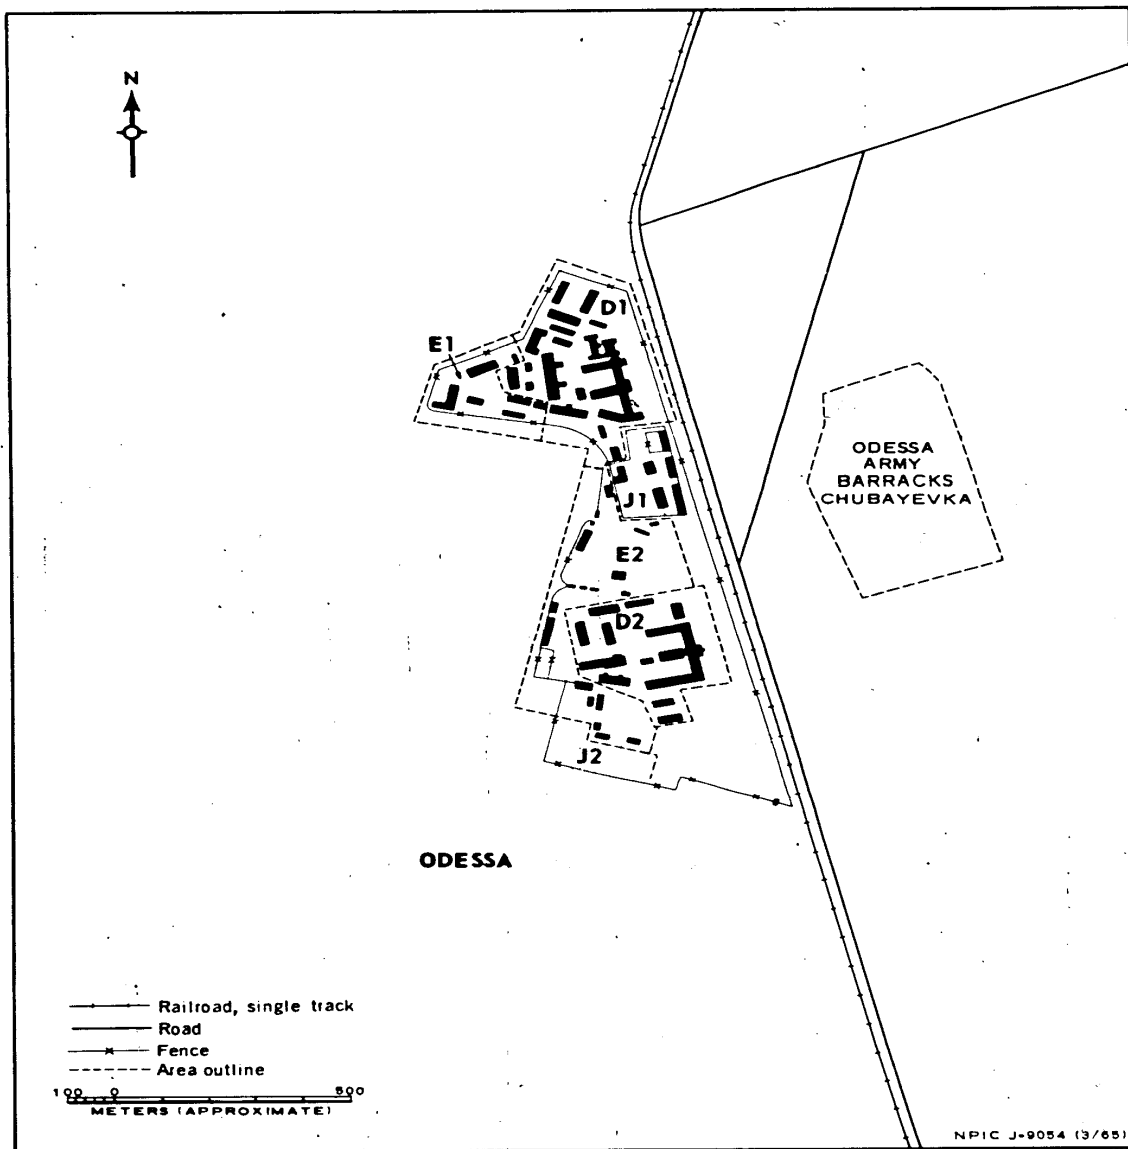 N
D1
E1
ODESSA
ARMY
BARRACKS
CHUBAYEVKA
J1
E2
D2
J2
ODESSA
Railroad, single track
Road
Fence
Area outline
100 0 500
METERS (APPROXIMATE)
NPIC J-9054 (3/65)